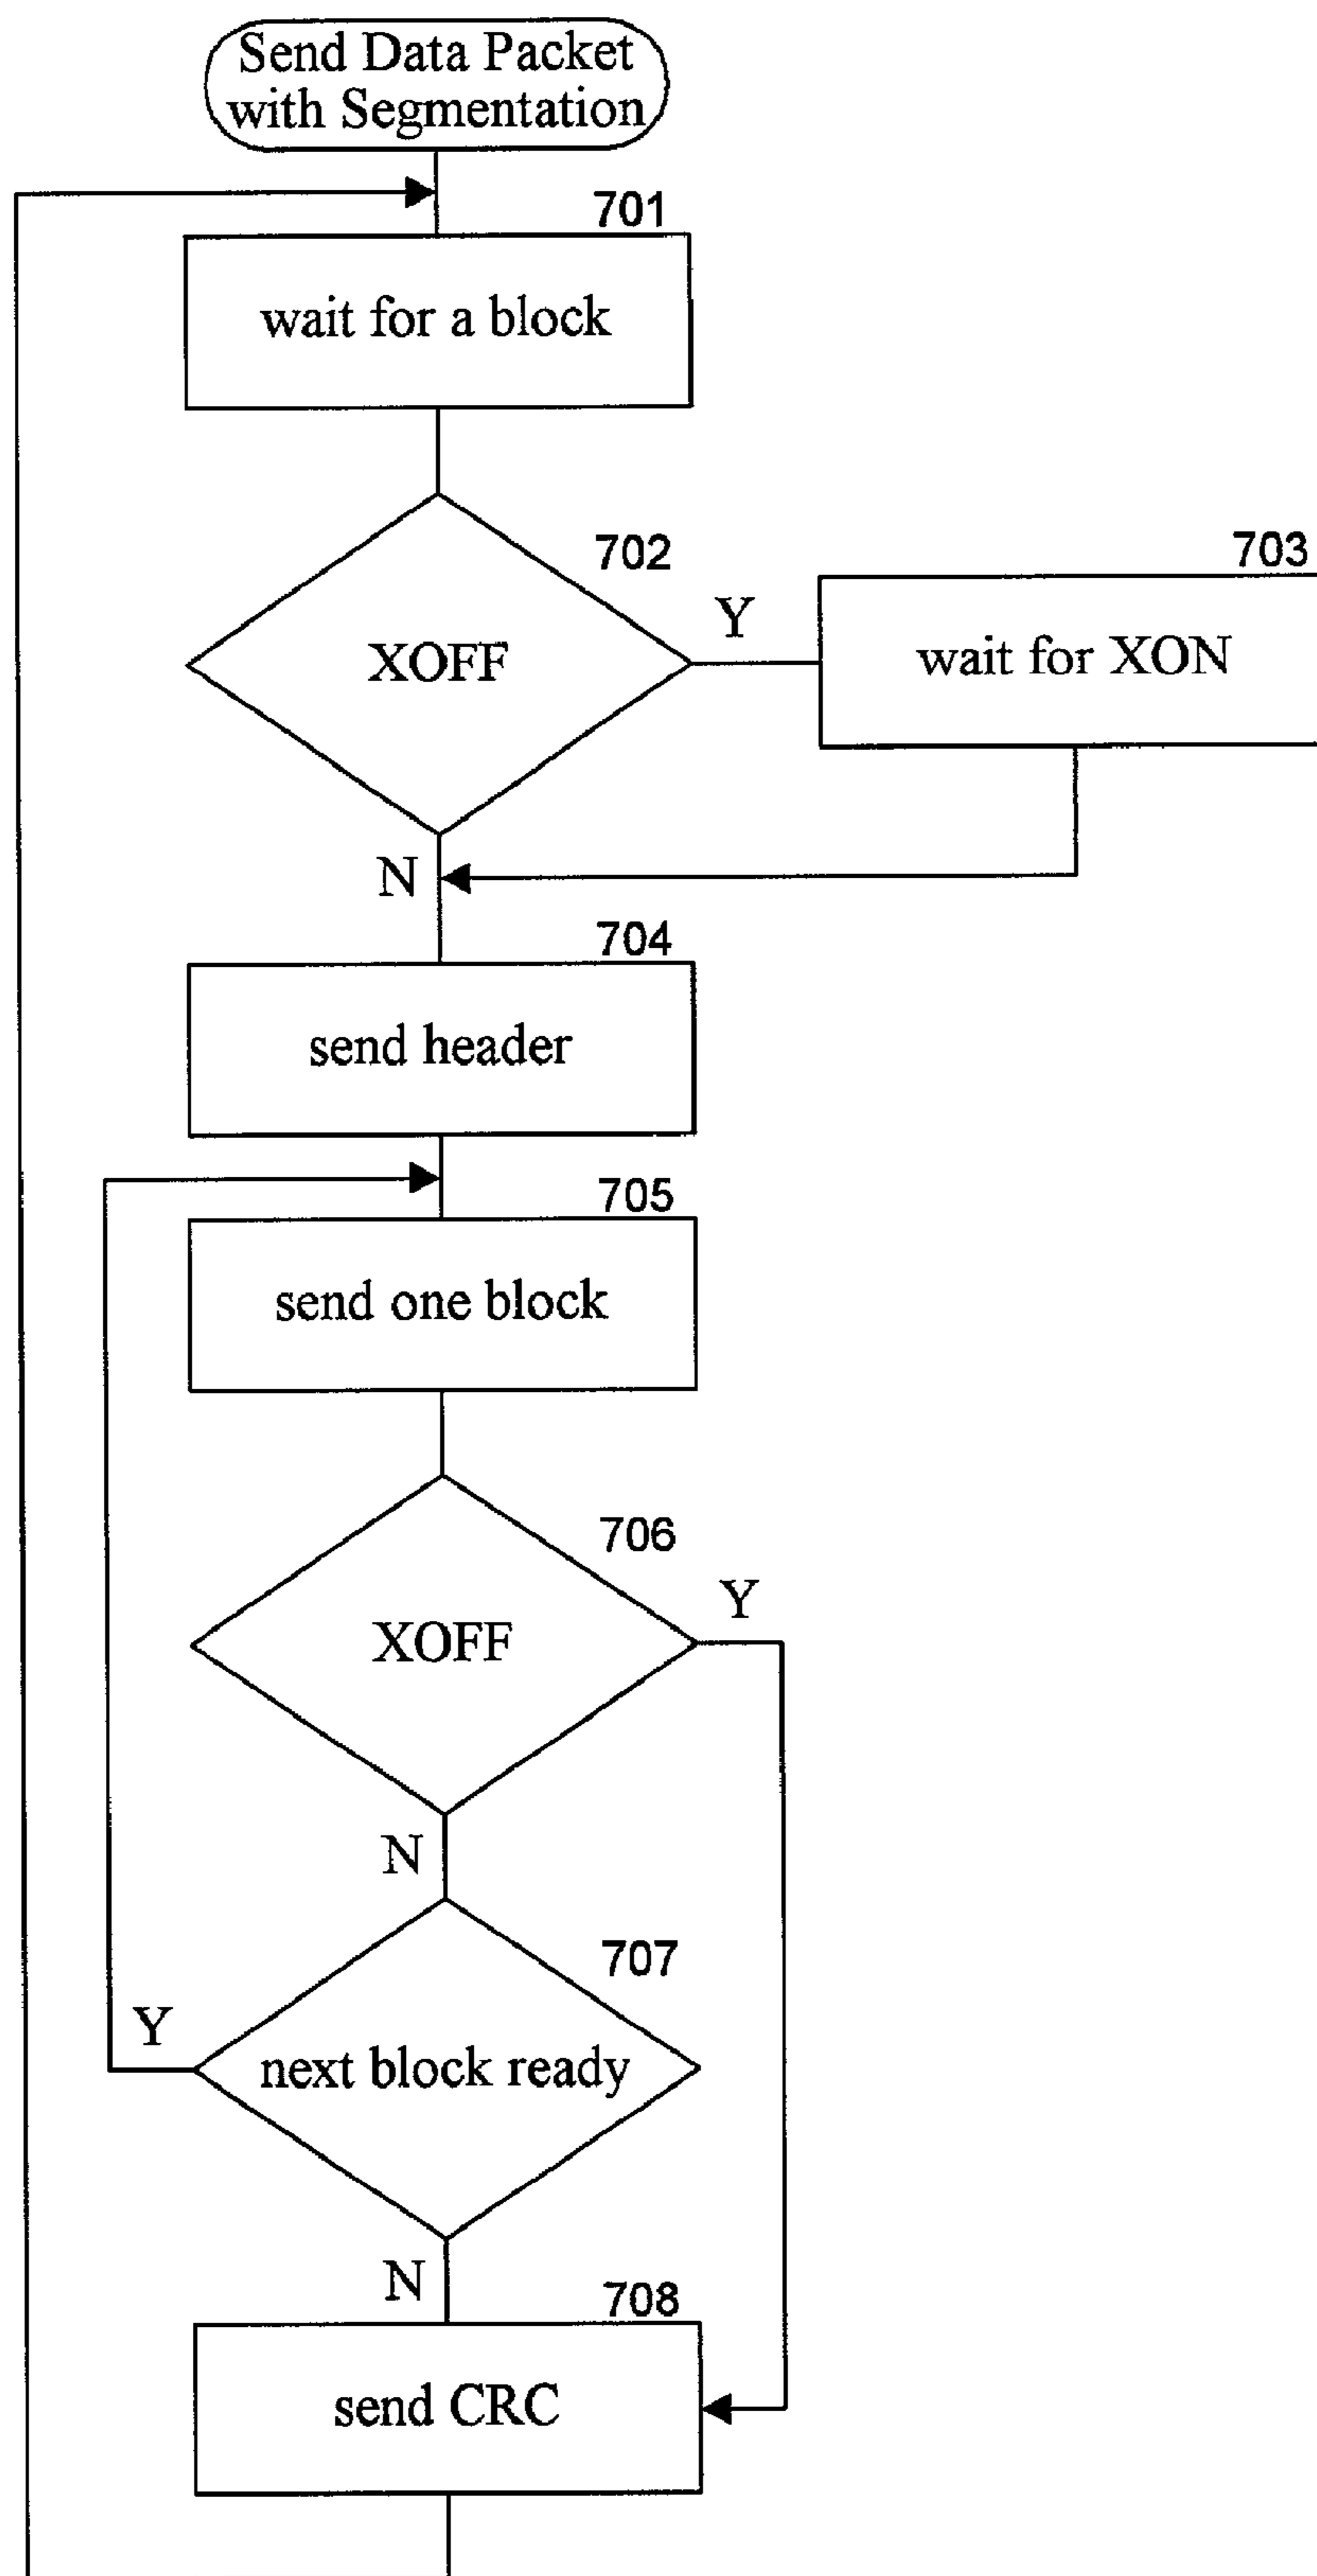 Send Data Packet
with Segmentation
701
wait for a block
702
XOFF
Y
703
wait for XON
N
704
send header
705
send one block
706
XOFF
Y
N
707
next block ready
Y
N
708
send CRC